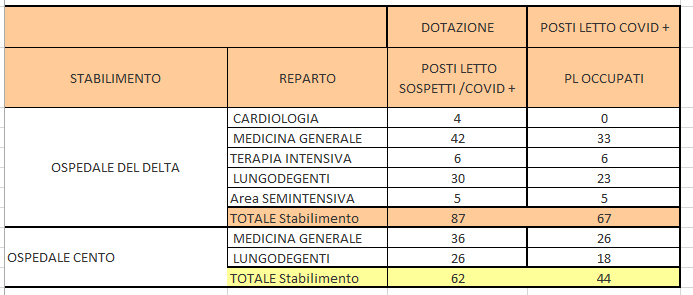 DOTAZIONE POSTI LETTO COVID +
STABILIMENTO REPARTO POSTI LETTO SOSPETTI /COVID + PL OCCUPATI
OSPEDALE DEL DELTA
CARDIOLOGIA 4 0
MEDICINA GENERALE 42 33
TERAPIA INTENSIVA 6 6
LUNGODEGENTI 30 23
Area SEMINTENSIVA 5 5
TOTALE Stabilimento 87 67
OSPEDALE CENTO
MEDICINA GENERALE 36 26
LUNGODEGENTI 26 18
TOTALE Stabilimento 62 44